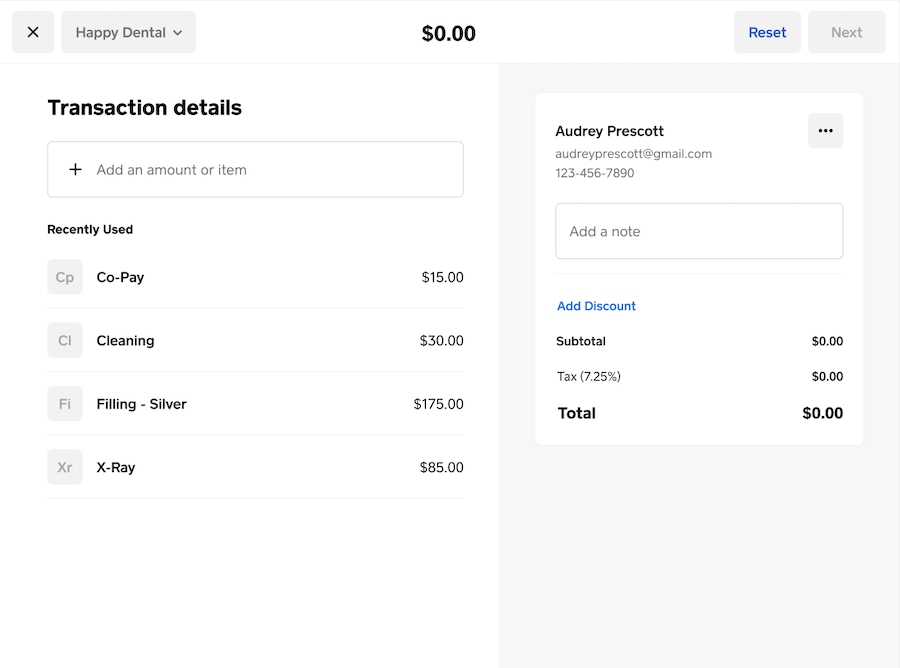 Happy Dental
$0.00
Reset
Next
Transaction details
Add an amount or item
Recently Used
Cp Co-Pay $15.00
Cl Cleaning $30.00
Fi Filling - Silver $175.00
Xr X-Ray $85.00
Audrey Prescott
audreyprescott@gmail.com
123-456-7890
Add a note
Add Discount
Subtotal $0.00
Tax (7.25%) $0.00
Total $0.00